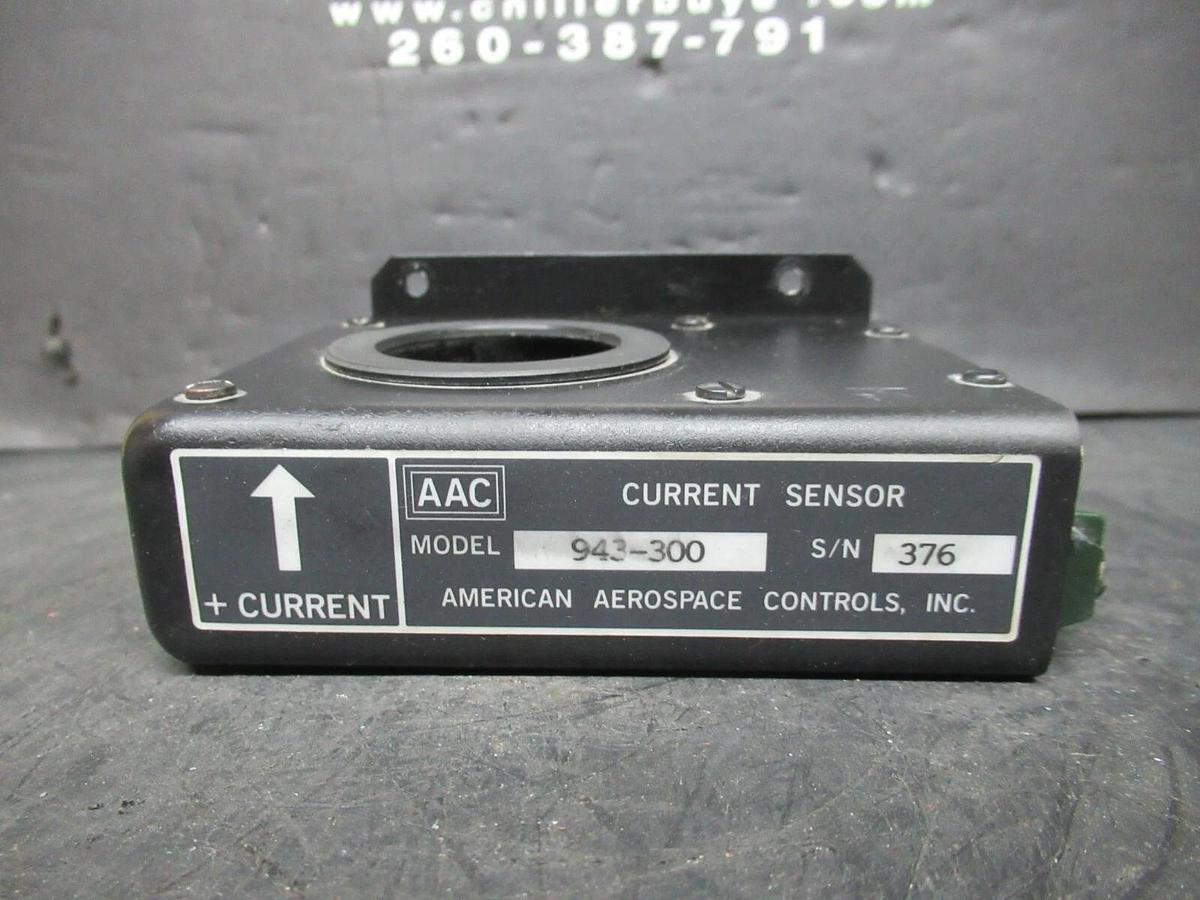 260-387-791
+ CURRENT
AAC
CURRENT SENSOR
MODEL 943-300 S/N 376
AMERICAN AEROSPACE CONTROLS, INC.